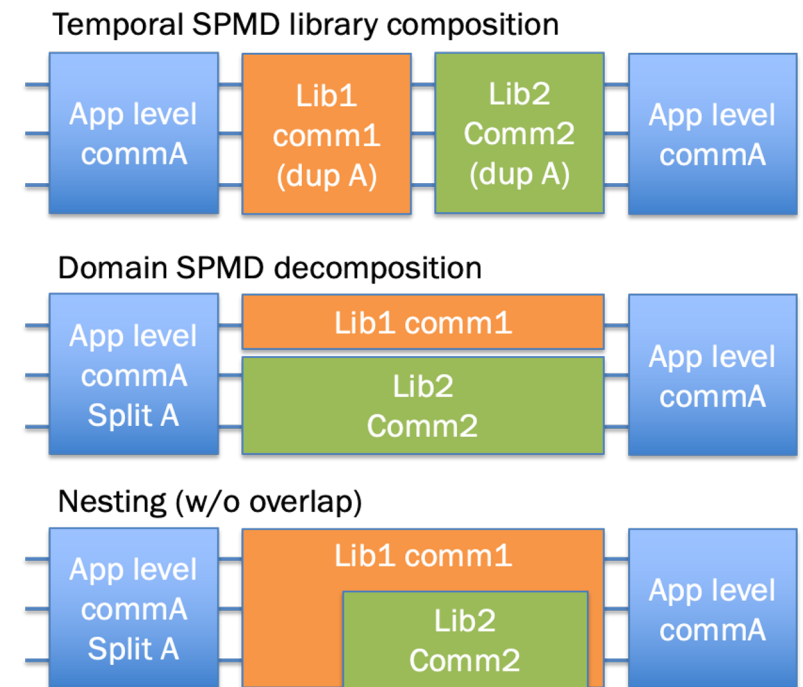 Temporal SPMD library composition
App level
commA
Lib1
comm1
(dup A)
Lib2
Comm2
(dup A)
App level
commA
Domain SPMD decomposition
App level
commA
Split A
Lib1 comm1
Lib2
Comm2
App level
commA
Nesting (w/o overlap)
App level
commA
Split A
Lib1 comm1
Lib2
Comm2
App level
commA